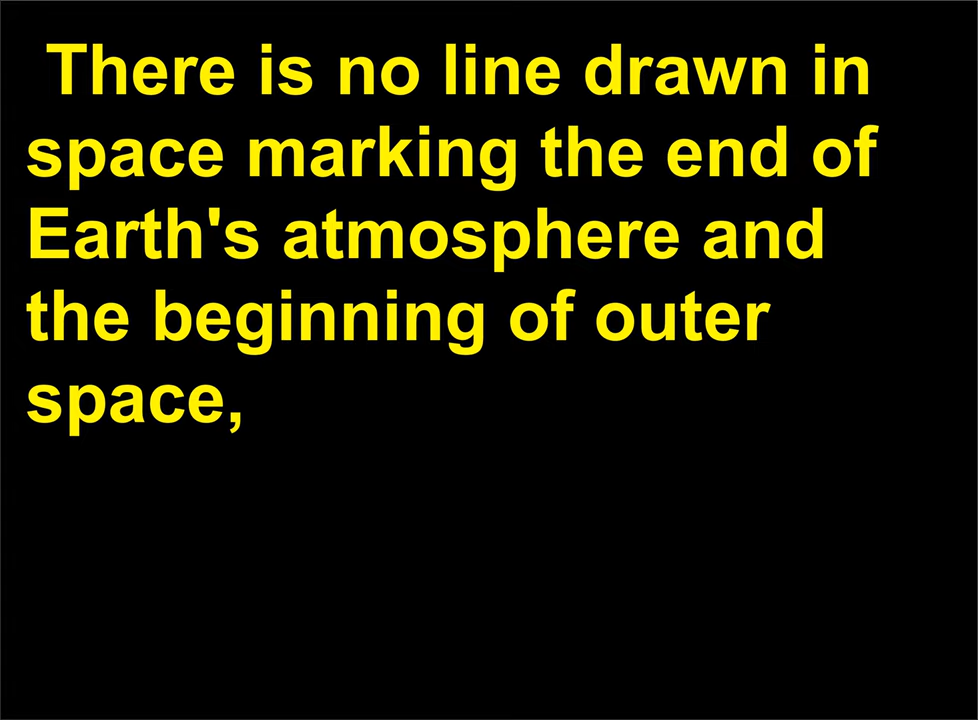 There is no line drawn in
space marking the end of
Earth's atmosphere and
the beginning of outer
space,